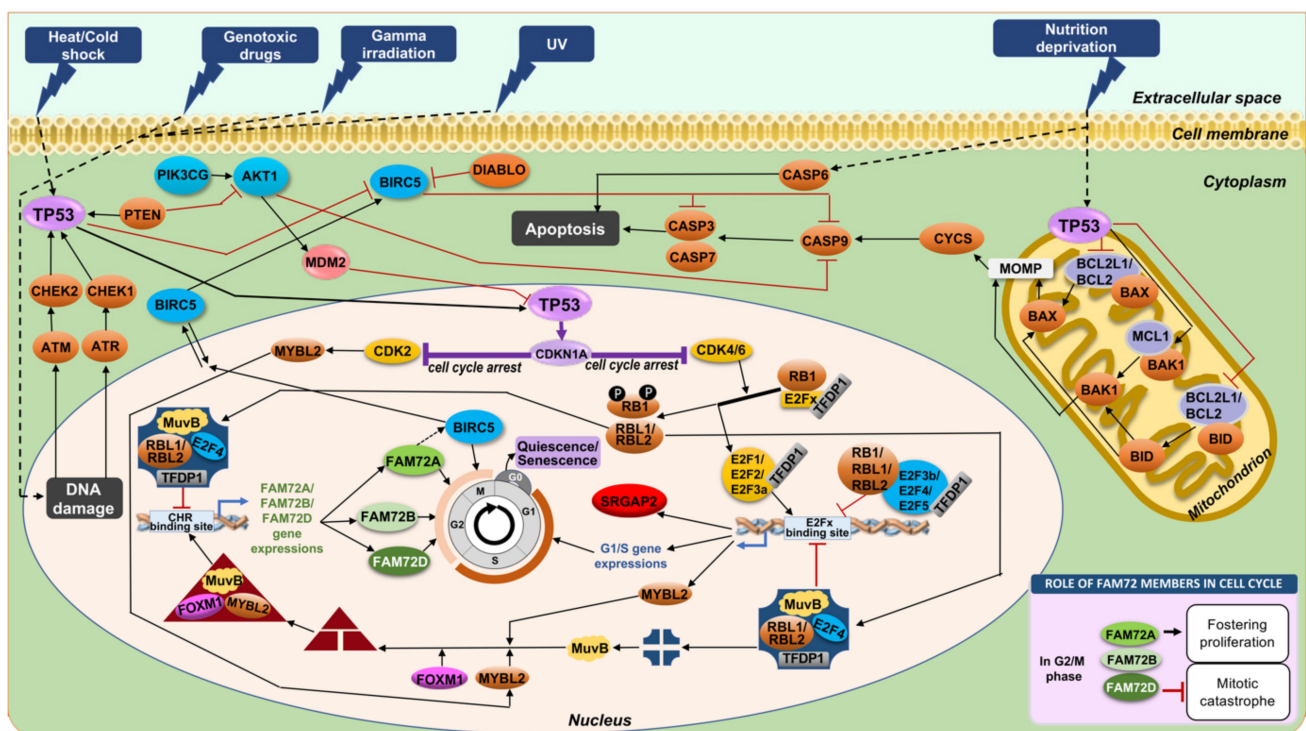 Heat/Cold
shock
Genotoxic
drugs
Gamma
irradiation
UV
Nutrition
deprivation
Extracellular space
Cell membrane
Cytoplasm
PIK3CG
AKT1
BIRC5
DIABLO
CASP6
TP53
PTEN
Apoptosis
CASP3
CASP7
CASP9
CYCS
MOMP
TP53
BCL2L1/
BCL2
BAX
BAX
MCL1
BAK1
BAK1
BCL2L1/
BCL2
BID
BID
Mitochondrion
MDM2
CHEK2
CHEK1
BIRC5
ATM
ATR
DNA
damage
TP53
MYBL2
CDK2
cell cycle arrest
CDKN1A
cell cycle arrest
CDK4/6
RB1
E2Fx
TFDP1
P
P
RB1
RBL1/
RBL2
MuvB
RBL1/
RBL2
E2F4
TFDP1
CHR
binding site
FAM72A/
FAM72B/
FAM72D
gene
expressions
BIRC5
FAM72A
FAM72B
FAM72D
Quiescence/
Senescence
G0
M
G1
G2
S
SRGAP2
E2F1/
E2F2/
E2F3a
TFDP1
RB1/
RBL1/
RBL2
E2F3b/
E2F4/
E2F5
TFDP1
E2Fx
binding site
G1/S gene
expressions
MYBL2
MuvB
FOXM1
MYBL2
MuvB
RBL1/
RBL2
E2F4
TFDP1
MuvB
FOXM1
MYBL2
Nucleus
ROLE OF FAM72 MEMBERS IN CELL CYCLE
In G2/M
phase
FAM72A
FAM72B
FAM72D
Fostering
proliferation
Mitotic
catastrophe